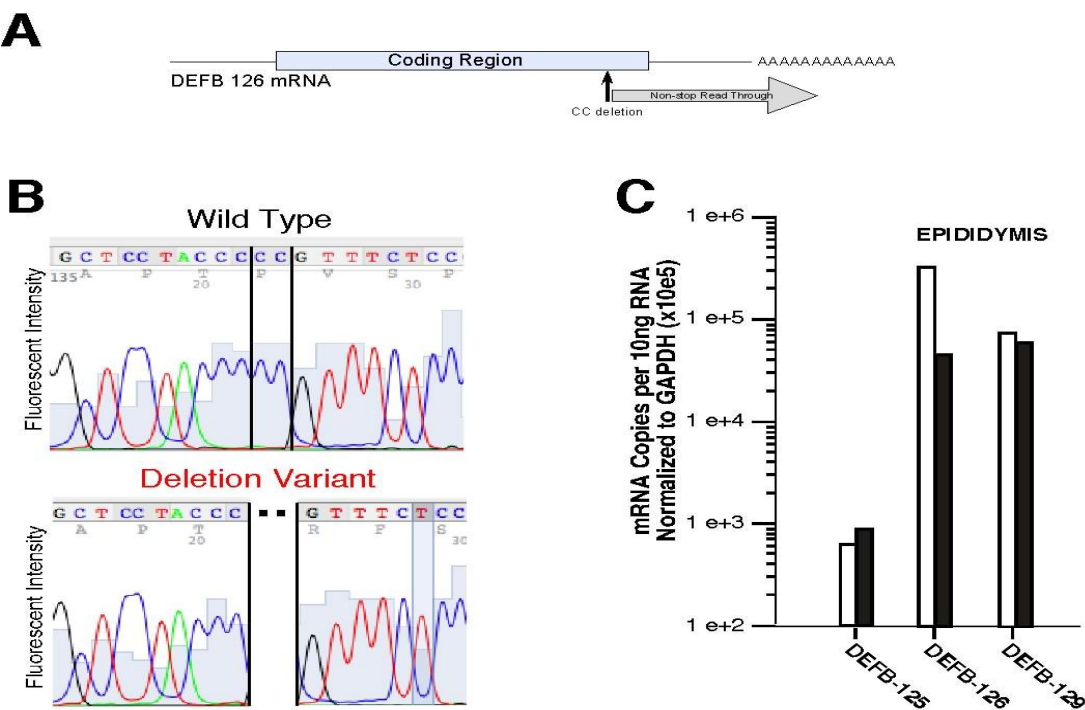 A
Coding Region
AAAAAAAAAAAAA
DEFB 126 mRNA
Non-stop Read Through
CC deletion
B
Wild Type
G C T C C T A C C C C C G T T T C T C C
135 A P T P V S P
20 30
Fluorescent Intensity
Deletion Variant
G C T C C T A C C C -- G T T T C T C C
A P T R F S
20 30
Fluorescent Intensity
C
EPIDIDYMIS
mRNA Copies per 10ng RNA
Normalized to GAPDH (x10e5)
1 e+6
1 e+5
1 e+4
1 e+3
1 e+2
DEFB-125
DEFB-126
DEFB-129